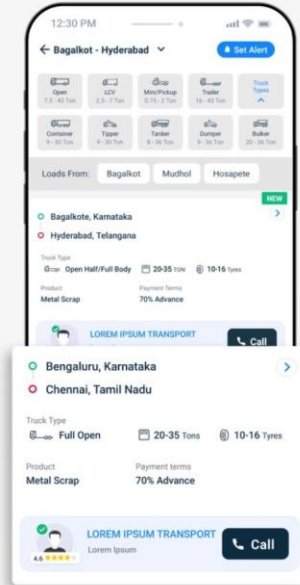 12:30 PM
Bagalkot - Hyderabad
Set Alert
Open LCV Mini/Pickup Trailer Truck Types
7.5 - 43 Ton 2.5 - 7 Ton 0.75 - 2 Ton 16 - 43 Ton
Container Tipper Tanker Dumper Bulker
9 - 30 Ton 9 - 30 Ton 8 - 36 Ton 9 - 36 Ton 20 - 36 Ton
Loads From: Bagalkot Mudhol Hosapete
NEW
Bagalkote, Karnataka
Hyderabad, Telangana
Truck Type
Open Half/Full Body 20-35 TON 10-16 Tyres
Product Payment Terms
Metal Scrap 70% Advance
LOREM IPSUM TRANSPORT
Call
Bengaluru, Karnataka
Chennai, Tamil Nadu
Truck Type
Full Open 20-35 Tons 10-16 Tyres
Product Payment terms
Metal Scrap 70% Advance
LOREM IPSUM TRANSPORT
Lorem Ipsum
4.6
Call